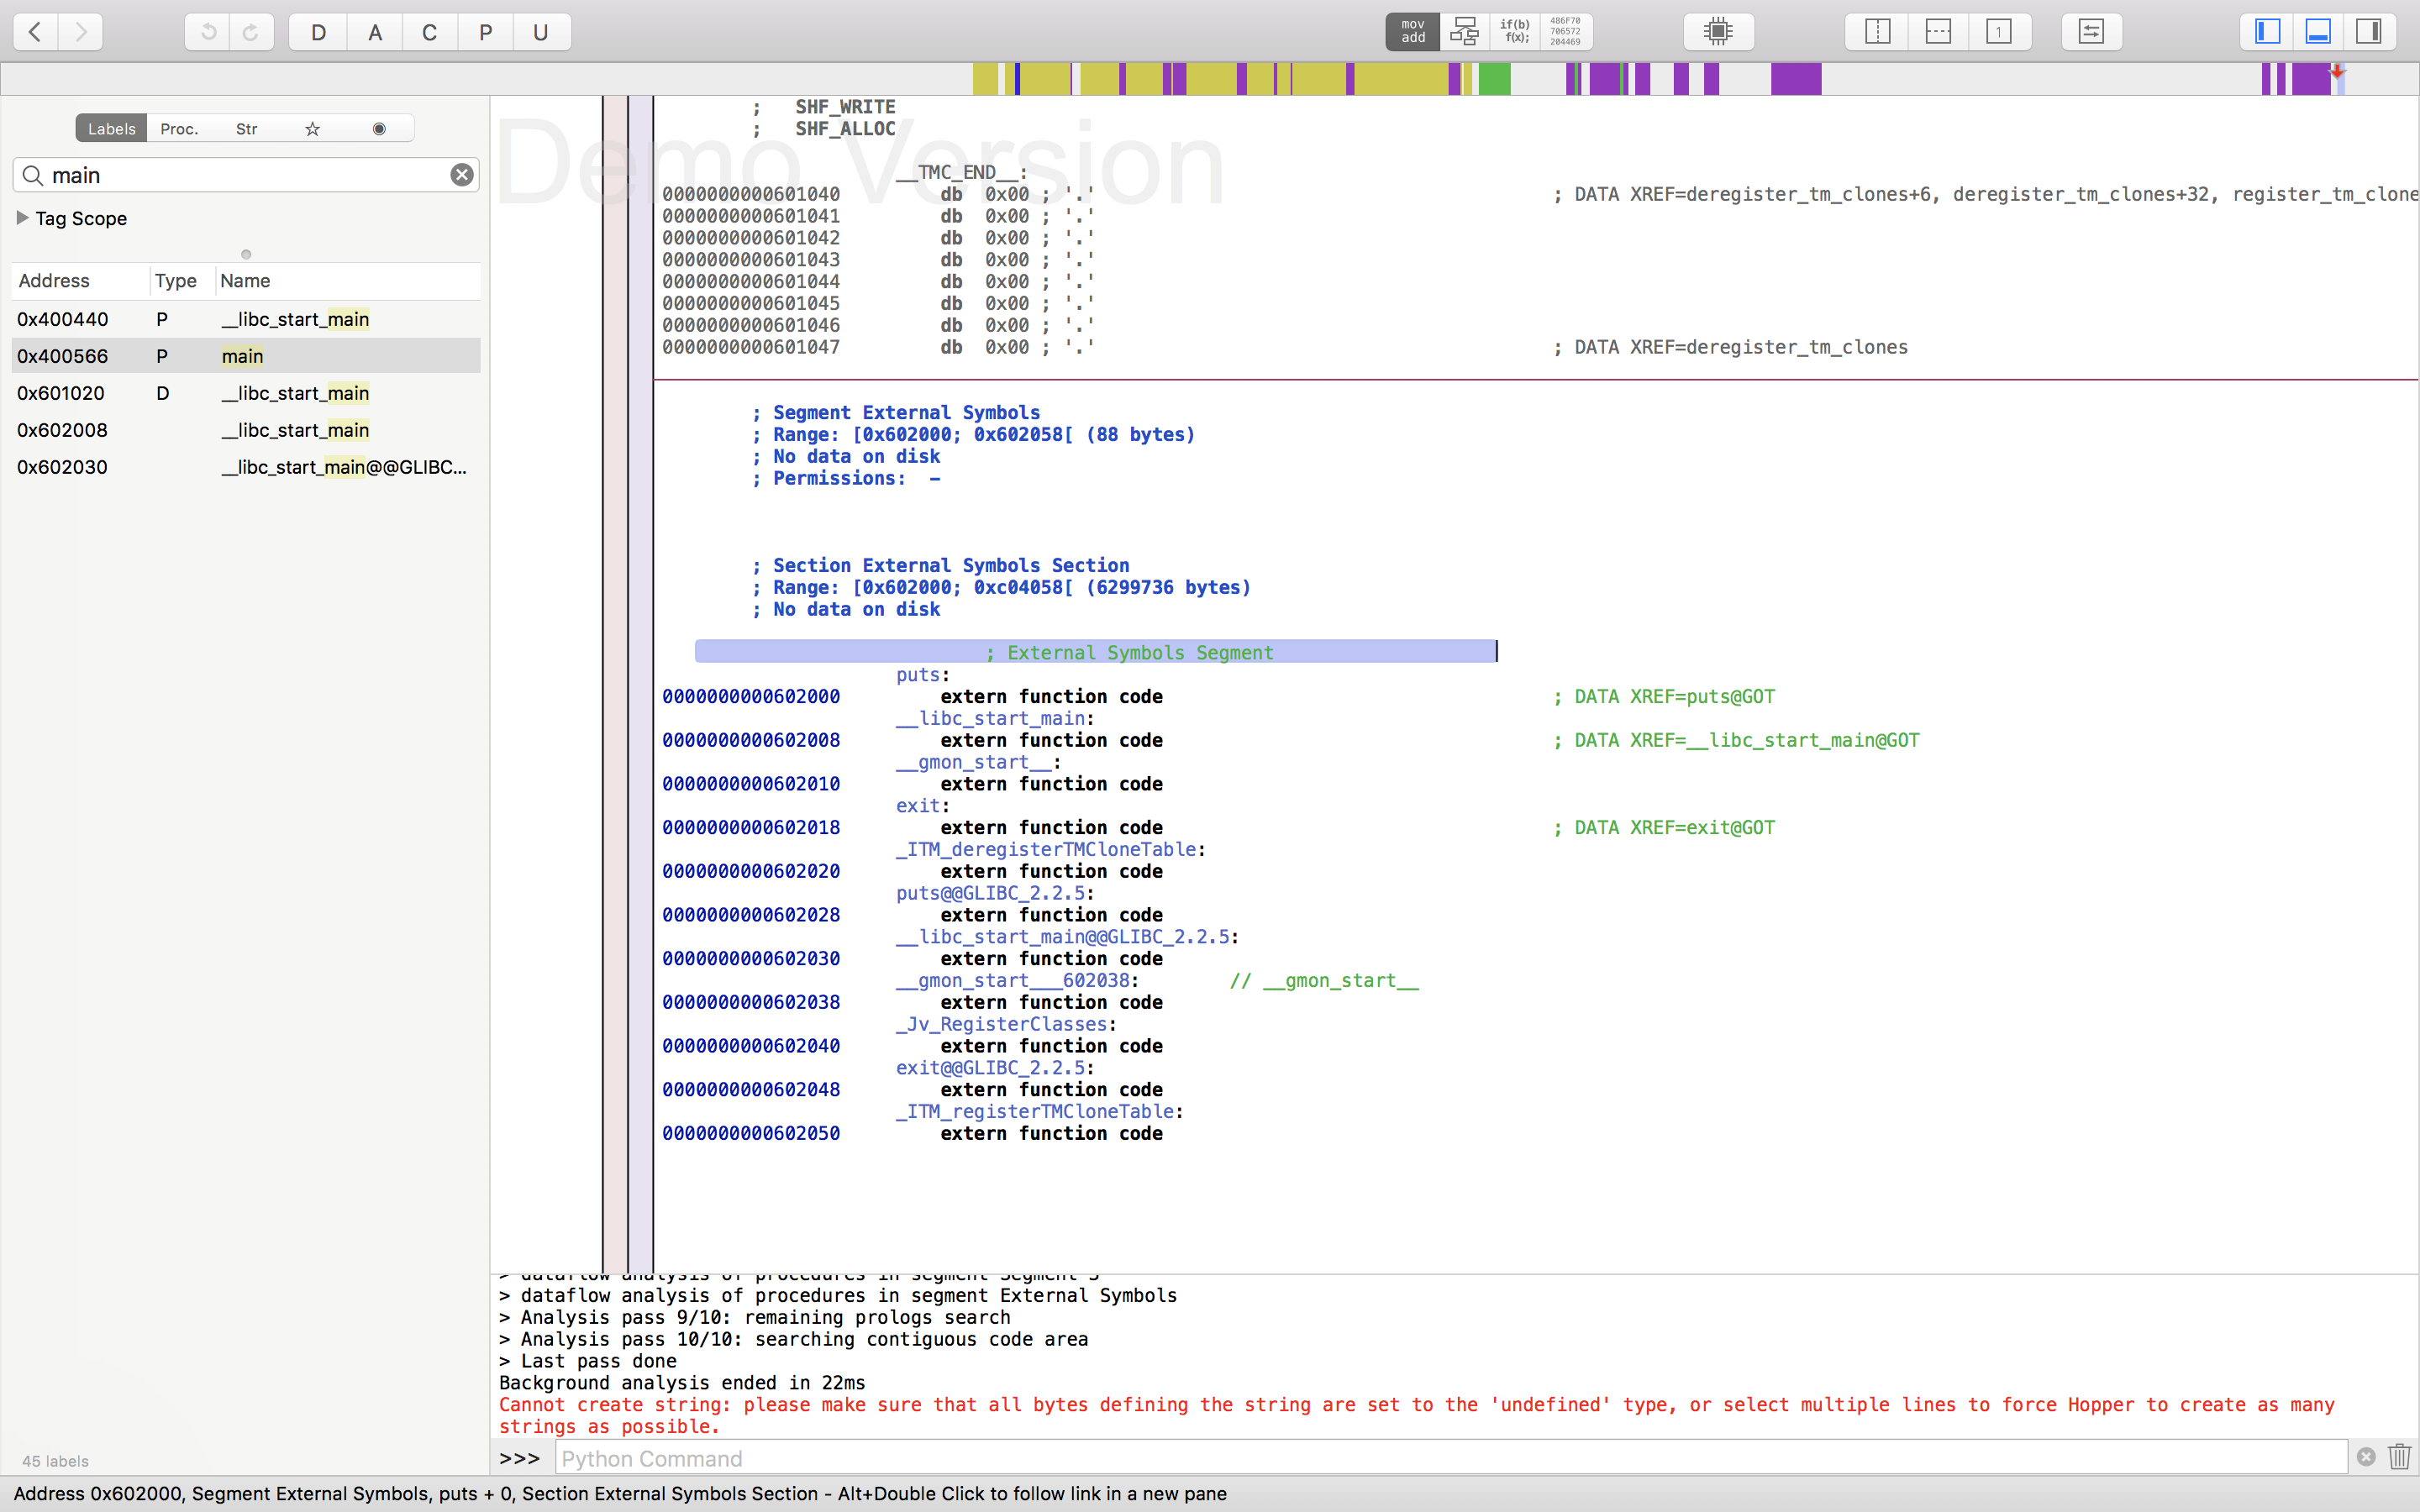 D A C P U
mov
add
if(b)
f(x);
486F70
706572
204469
1
Labels Proc. Str
main
Tag Scope
Address Type Name
0x400440 P __libc_start_main
0x400566 P main
0x601020 D __libc_start_main
0x602008 __libc_start_main
0x602030 __libc_start_main@@GLIBC...
45 labels
Demo Version
; SHF_WRITE
; SHF_ALLOC
__TMC_END__:
0000000000601040 db 0x00 ; '.' ; DATA XREF=deregister_tm_clones+6, deregister_tm_clones+32, register_tm_clone
0000000000601041 db 0x00 ; '.'
0000000000601042 db 0x00 ; '.'
0000000000601043 db 0x00 ; '.'
0000000000601044 db 0x00 ; '.'
0000000000601045 db 0x00 ; '.'
0000000000601046 db 0x00 ; '.'
0000000000601047 db 0x00 ; '.' ; DATA XREF=deregister_tm_clones
; Segment External Symbols
; Range: [0x602000; 0x602058[ (88 bytes)
; No data on disk
; Permissions: -
; Section External Symbols Section
; Range: [0x602000; 0xc04058[ (6299736 bytes)
; No data on disk
; External Symbols Segment
puts:
0000000000602000 extern function code ; DATA XREF=puts@GOT
__libc_start_main:
0000000000602008 extern function code ; DATA XREF=__libc_start_main@GOT
__gmon_start__:
0000000000602010 extern function code
exit:
0000000000602018 extern function code ; DATA XREF=exit@GOT
_ITM_deregisterTMCloneTable:
0000000000602020 extern function code
puts@@GLIBC_2.2.5:
0000000000602028 extern function code
__libc_start_main@@GLIBC_2.2.5:
0000000000602030 extern function code
__gmon_start___602038: // __gmon_start__
0000000000602038 extern function code
_Jv_RegisterClasses:
0000000000602040 extern function code
exit@@GLIBC_2.2.5:
0000000000602048 extern function code
_ITM_registerTMCloneTable:
0000000000602050 extern function code
> dataflow analysis of procedures in segment Segment 3
> dataflow analysis of procedures in segment External Symbols
> Analysis pass 9/10: remaining prologs search
> Analysis pass 10/10: searching contiguous code area
> Last pass done
Background analysis ended in 22ms
Cannot create string: please make sure that all bytes defining the string are set to the 'undefined' type, or select multiple lines to force Hopper to create as many
strings as possible.
>>> Python Command
Address 0x602000, Segment External Symbols, puts + 0, Section External Symbols Section - Alt+Double Click to follow link in a new pane